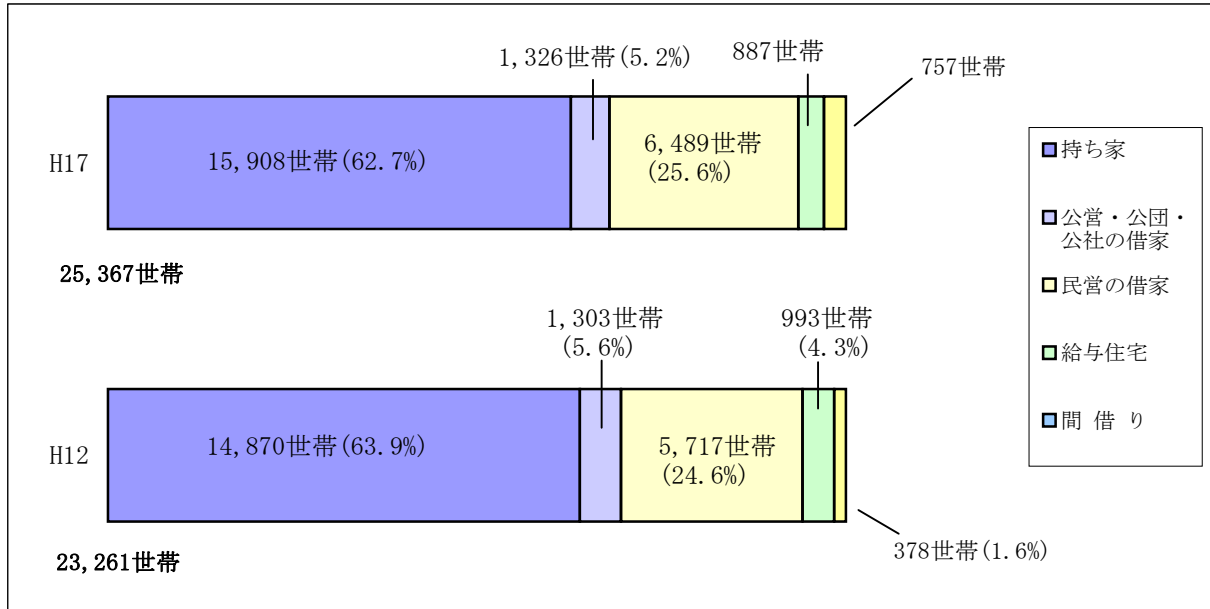 1,326世帯(5.2%)
887世帯
757世帯
H17
15,908世帯(62.7%)
6,489世帯
(25.6%)
25,367世帯
1,303世帯
(5.6%)
993世帯
(4.3%)
H12
14,870世帯(63.9%)
5,717世帯
(24.6%)
378世帯(1.6%)
23,261世帯
持ち家
公営・公団・
公社の借家
民営の借家
給与住宅
間 借 り